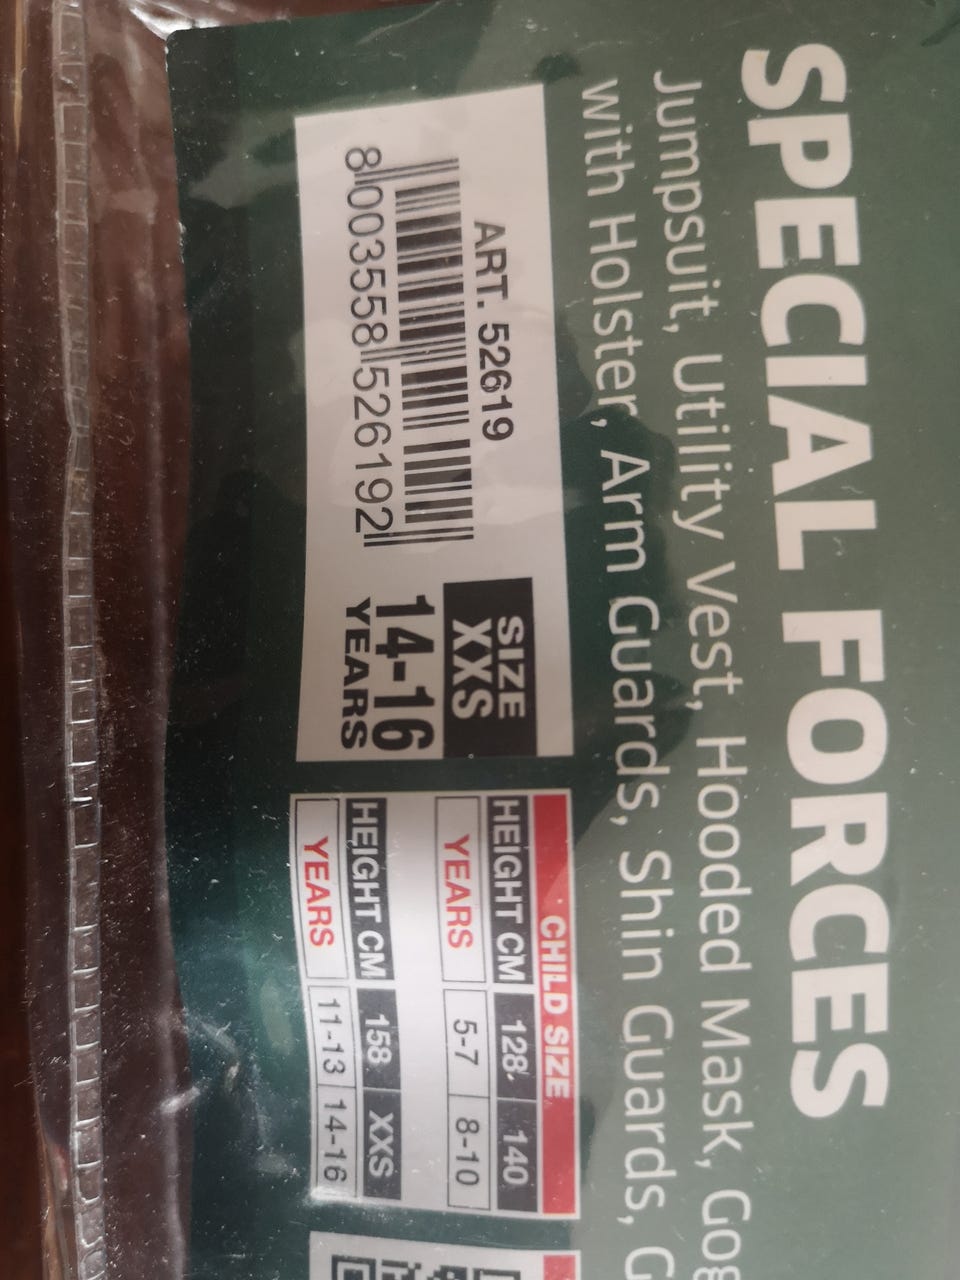 SPECIAL FORCES
Jumpsuit, Utility Vest, Hooded Mask,
with Holster, Arm Guards, Shin Guards,
ART. 52619
8 003558 526192
SIZE
XXS
14-16
YEARS
CHILD SIZE
HEIGHT CM 128 140
YEARS 5-7 8-10
HEIGHT CM 158 XXS
YEARS 11-13 14-16